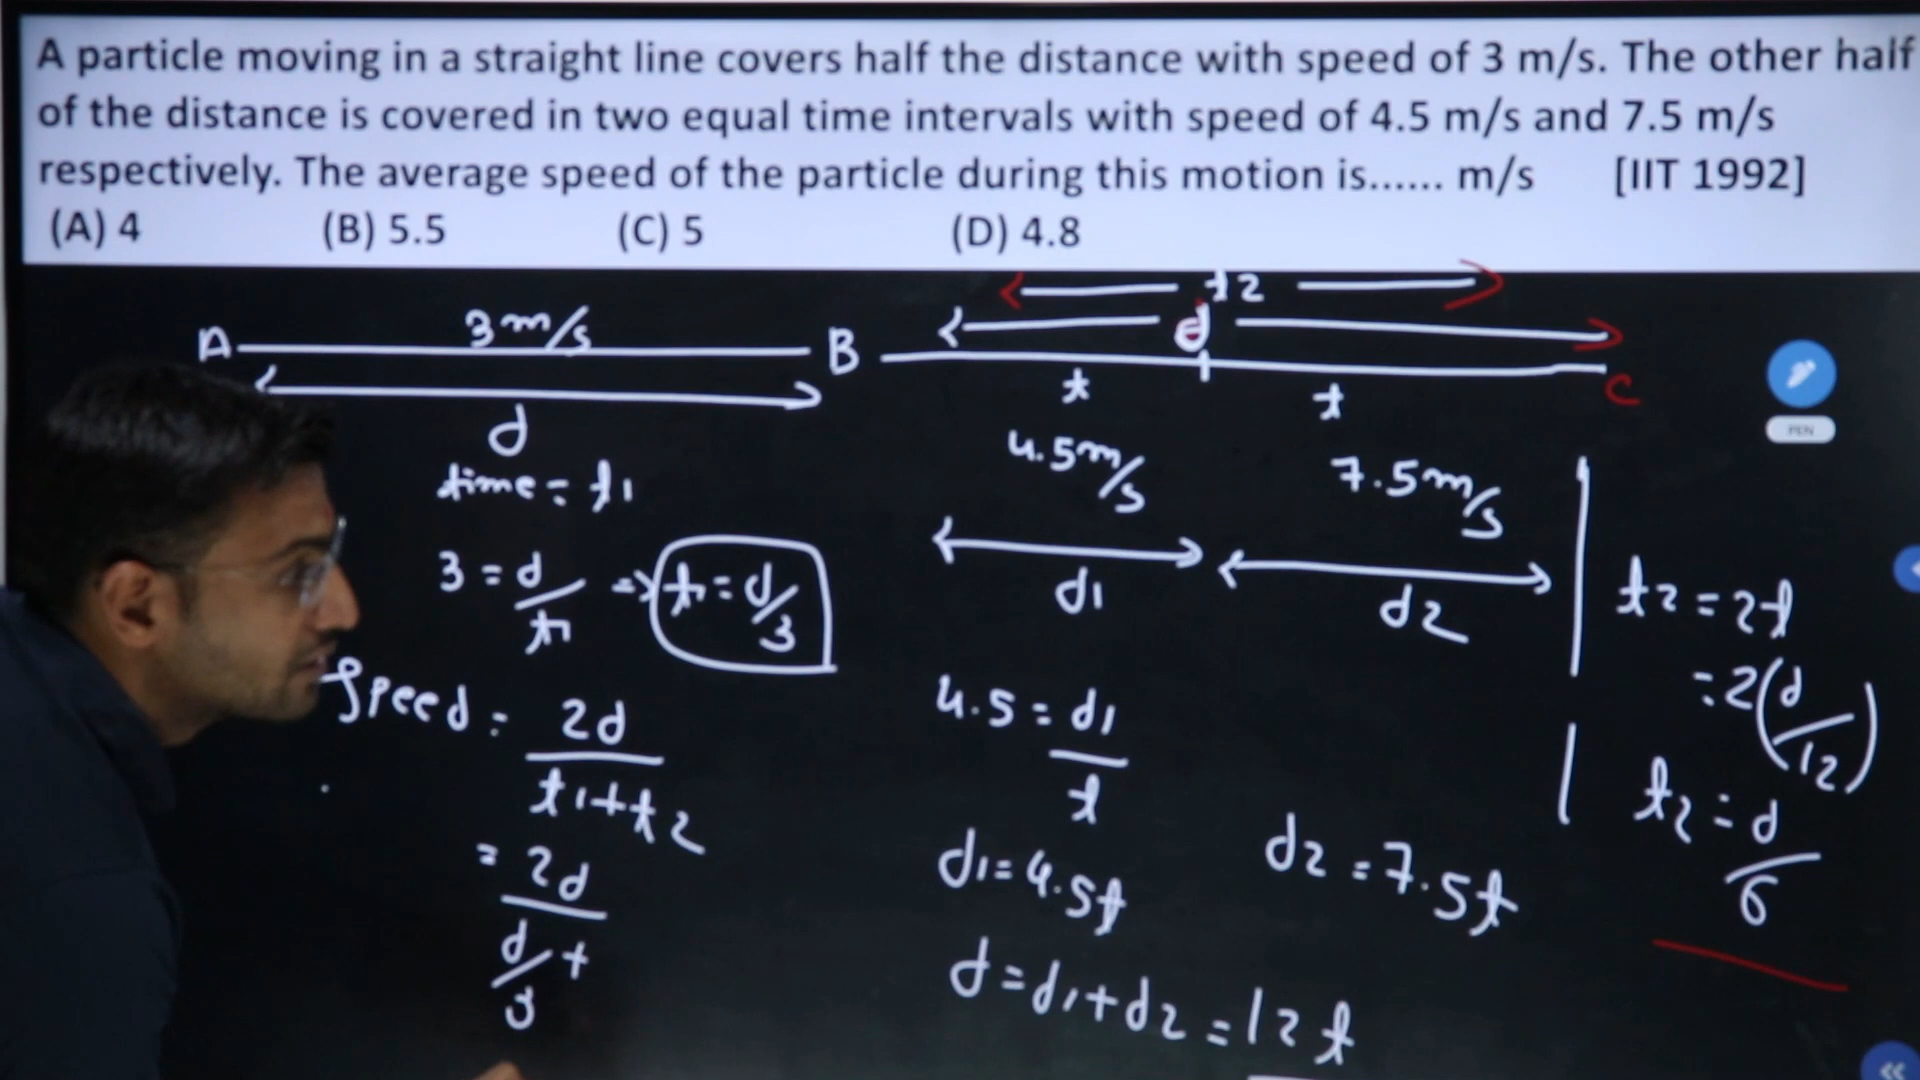 A particle moving in a straight line covers half the distance with speed of 3 m/s. The other half
of the distance is covered in two equal time intervals with speed of 4.5 m/s and 7.5 m/s
respectively. The average speed of the particle during this motion is...... m/s [IIT 1992]
(A) 4 (B) 5.5 (C) 5 (D) 4.8
t2
A 3m/s B d C
d t t
time = t1 4.5m/s 7.5m/s
PEN
3 = d/t1 => t1 = d/3
d1 d2
t2 = 2t
= 2(d/12)
t2 = d/6
Speed = 2d/t1+t2
= 2d
d/3 +
4.5 = d1/t
d1 = 4.5t d2 = 7.5t
d = d1+d2 = 12t